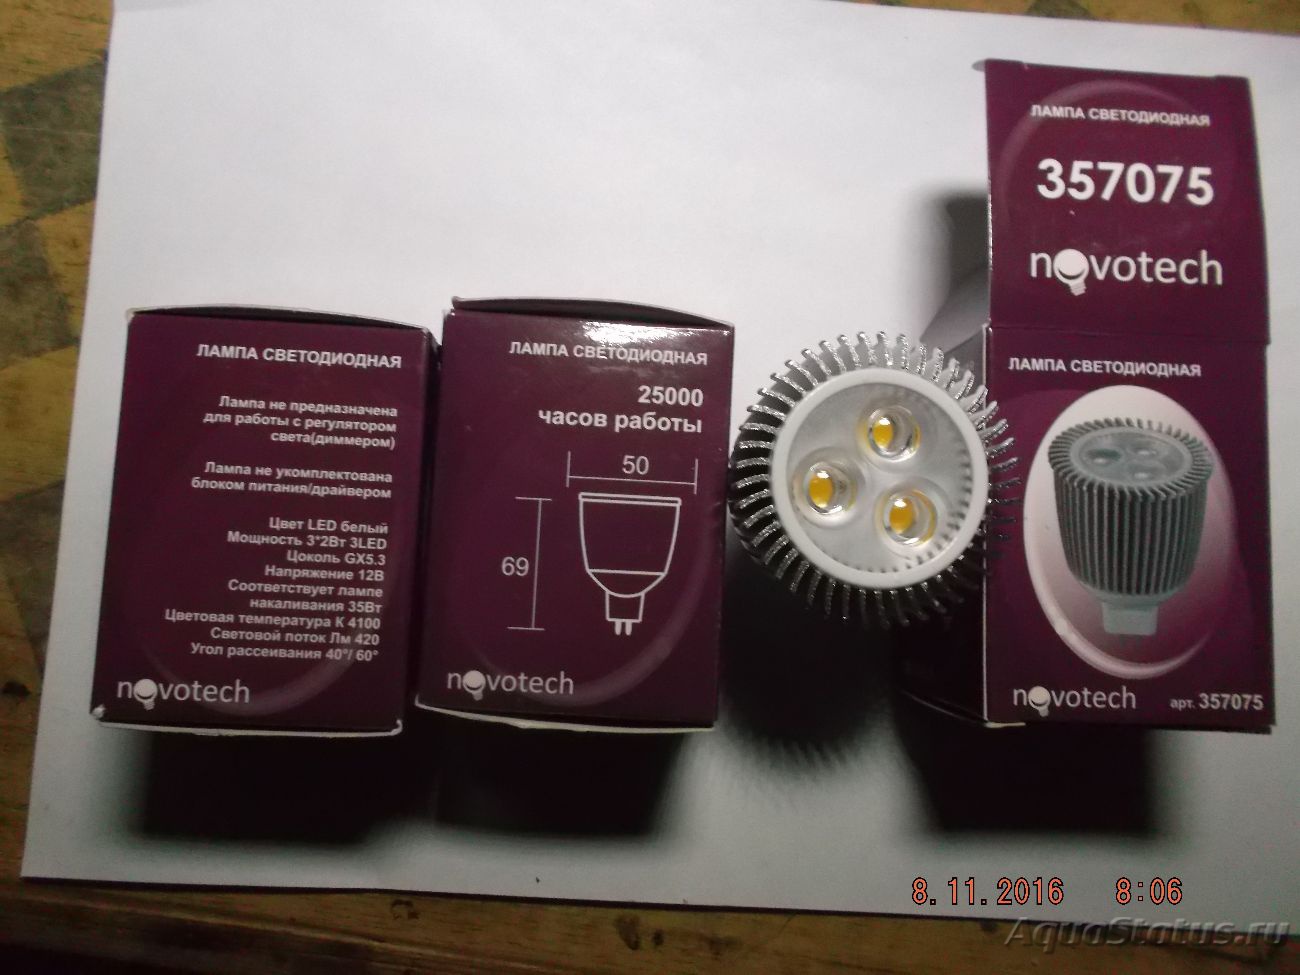 ЛАМПА СВЕТОДИОДНАЯ
Лампа не предназначена
для работы с регулятором
света(диммером)
Лампа не укомплектована
блоком питания/драйвером
Цвет LED белый
Мощность 3*2Вт 3LED
Цоколь GX5.3
Напряжение 12В
Соответствует лампе
накаливания 35Вт
Цветовая температура К 4100
Световой поток Лм 420
Угол рассеивания 40°/ 60°
novotech
ЛАМПА СВЕТОДИОДНАЯ
25000
часов работы
50
69
novotech
ЛАМПА СВЕТОДИОДНАЯ
357075
novotech
ЛАМПА СВЕТОДИОДНАЯ
novotech арт. 357075
8.11.2016 8:06
AquaStatus.ru